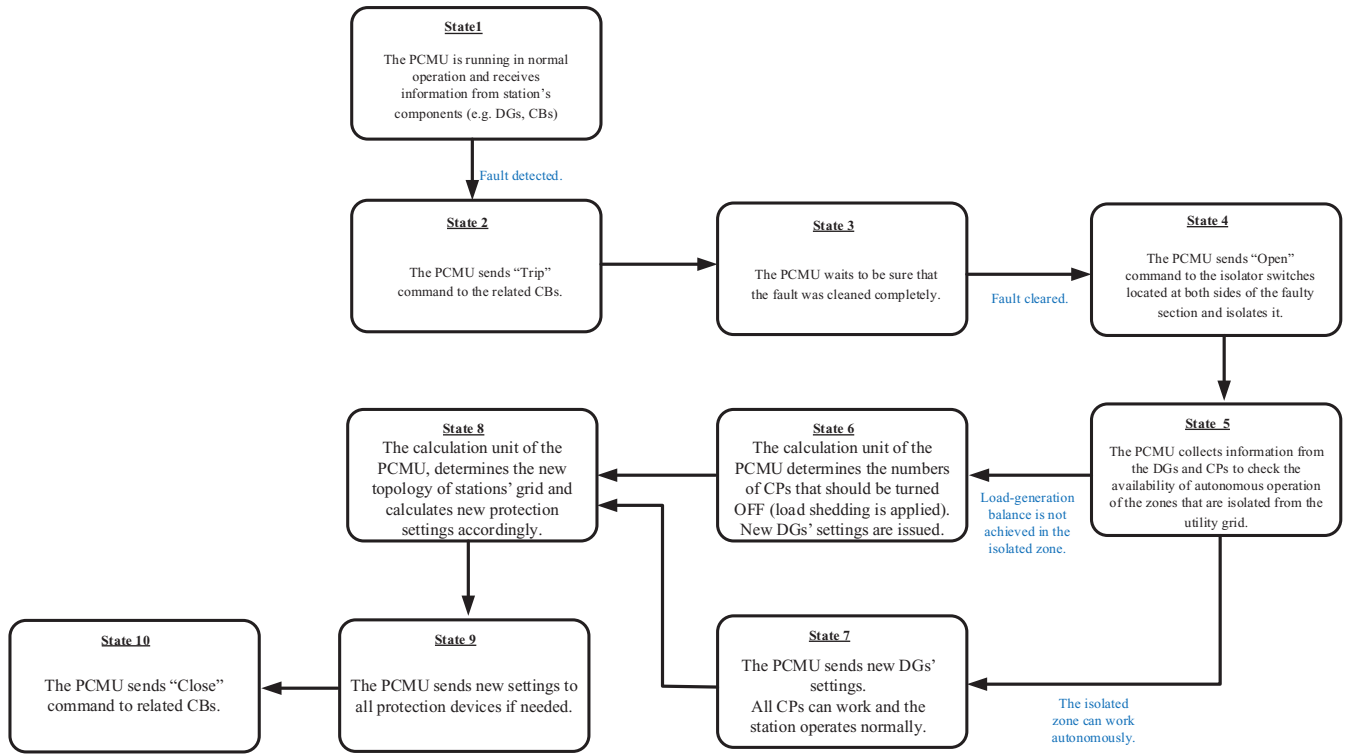 State1
The PCMU is running in normal
operation and receives
information from station's
components (e.g. DGs, CBs)
Fault detected.
State 2
The PCMU sends “Trip”
command to the related CBs.
State 3
The PCMU waits to be sure that
the fault was cleaned completely.
Fault cleared.
State 4
The PCMU sends “Open”
command to the isolator switches
located at both sides of the faulty
section and isolates it.
State 5
The PCMU collects information from
the DGs and CPs to check the
availability of autonomous operation
of the zones that are isolated from the
utility grid.
Load-generation
balance is not
achieved in the
isolated zone.
State 6
The calculation unit of the
PCMU determines the numbers
of CPs that should be turned
OFF (load shedding is applied).
New DGs’ settings are issued.
The isolated
zone can work
autonomously.
State 7
The PCMU sends new DGs’
settings.
All CPs can work and the
station operates normally.
State 8
The calculation unit of the
PCMU, determines the new
topology of stations’ grid and
calculates new protection
settings accordingly.
State 9
The PCMU sends new settings to
all protection devices if needed.
State 10
The PCMU sends “Close”
command to related CBs.